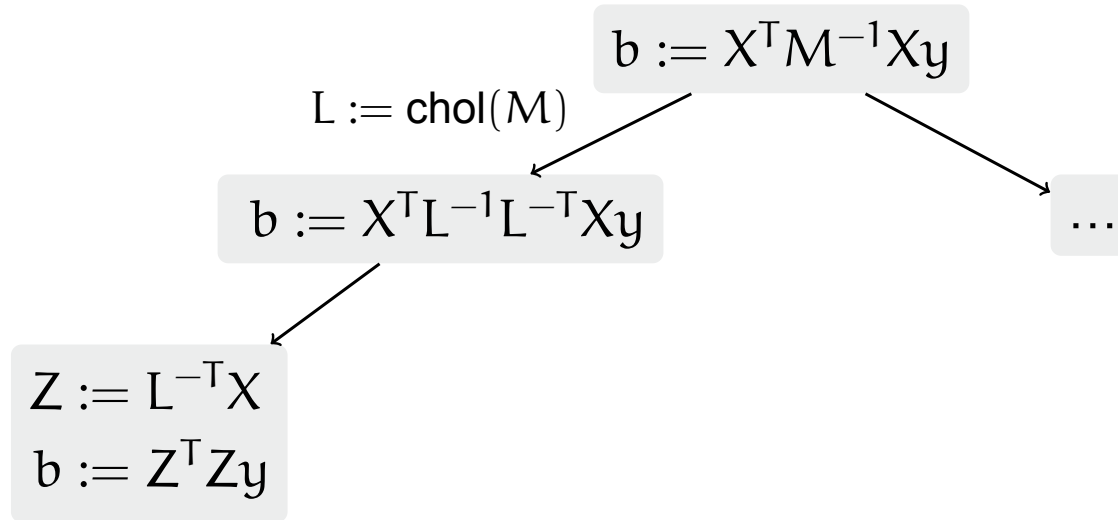 b := XᵀM⁻¹Xy
L := chol(M)
b := XᵀL⁻¹L⁻ᵀXy
...
Z := L⁻ᵀX
b := ZᵀZy